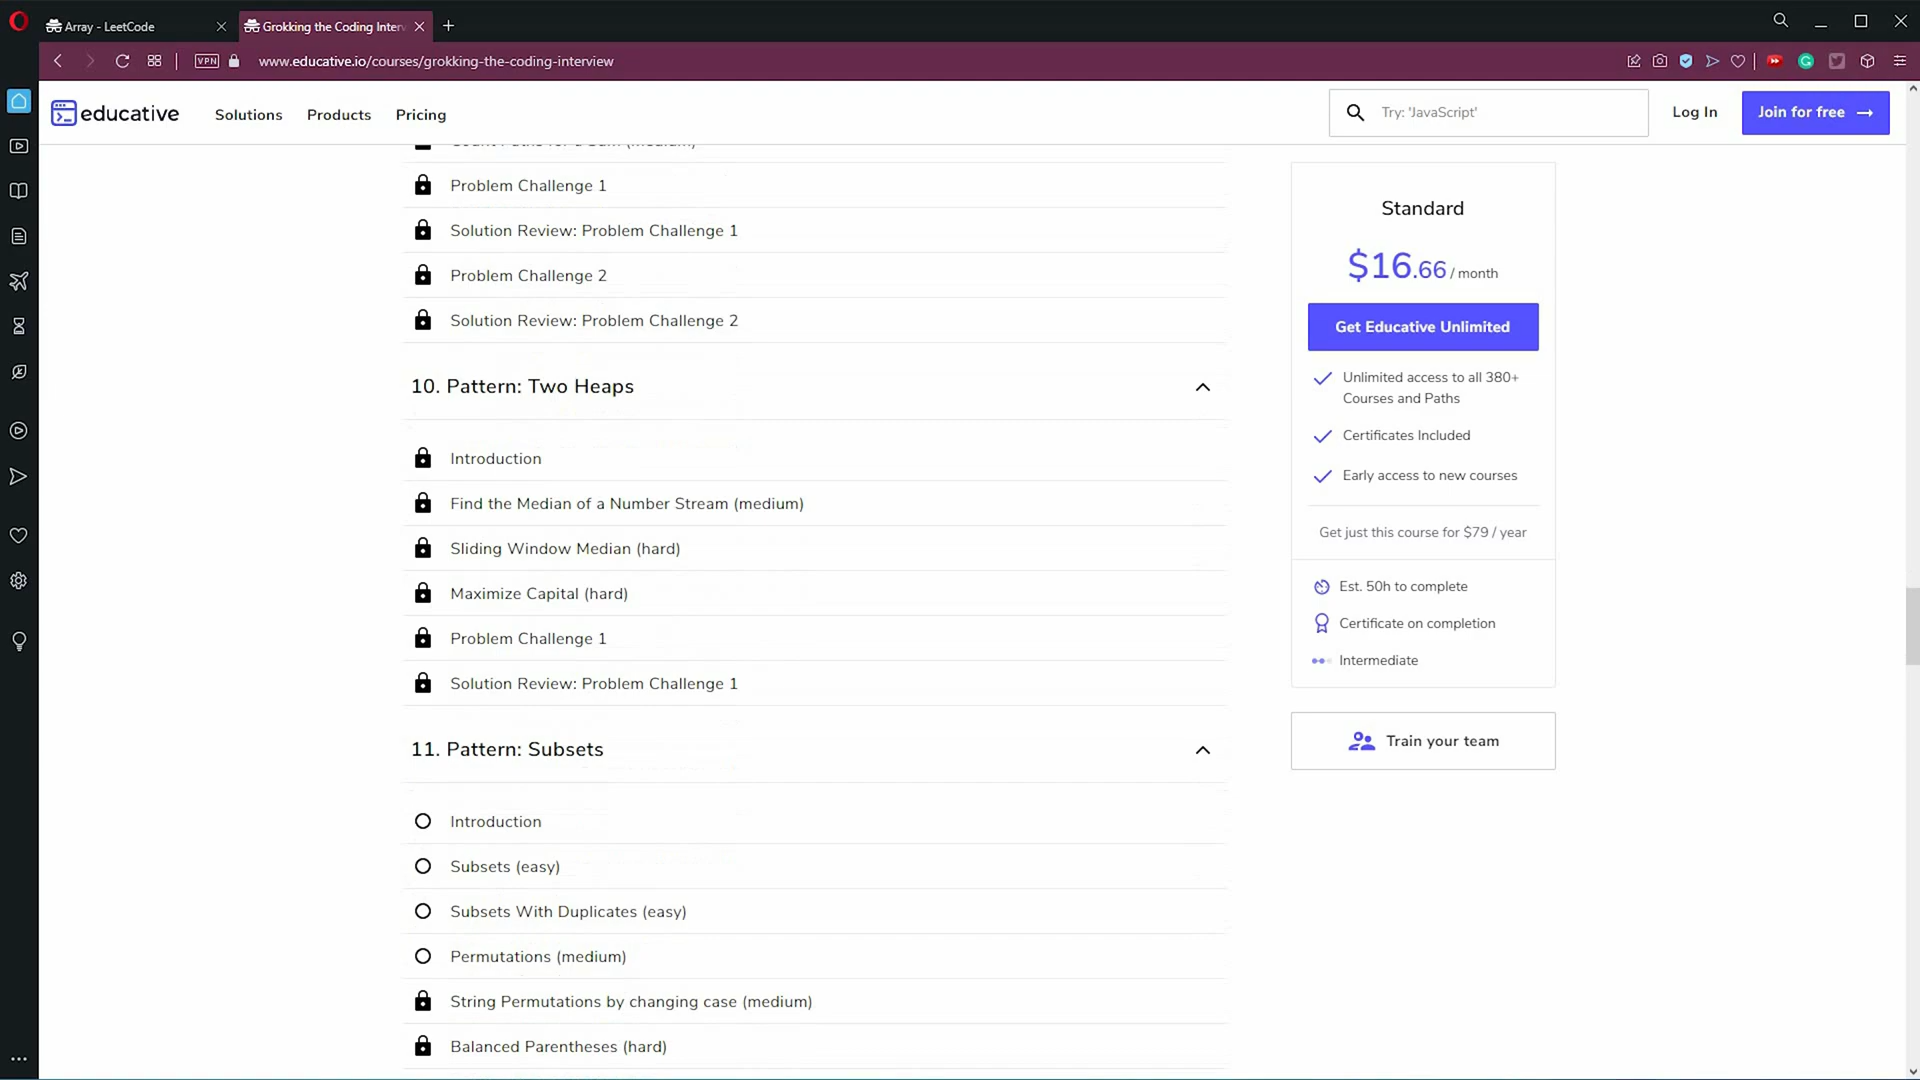 Array - LeetCode
Grokking the Coding Inter
VPN
www.educative.io/courses/grokking-the-coding-interview
educative
Solutions
Products
Pricing
Try: 'JavaScript'
Log In
Join for free
Count Paths for a Sum (medium)
Problem Challenge 1
Solution Review: Problem Challenge 1
Problem Challenge 2
Solution Review: Problem Challenge 2
10. Pattern: Two Heaps
Introduction
Find the Median of a Number Stream (medium)
Sliding Window Median (hard)
Maximize Capital (hard)
Problem Challenge 1
Solution Review: Problem Challenge 1
11. Pattern: Subsets
Introduction
Subsets (easy)
Subsets With Duplicates (easy)
Permutations (medium)
String Permutations by changing case (medium)
Balanced Parentheses (hard)
Standard
$16.66 / month
Get Educative Unlimited
Unlimited access to all 380+
Courses and Paths
Certificates Included
Early access to new courses
Get just this course for $79 / year
Est. 50h to complete
Certificate on completion
Intermediate
Train your team